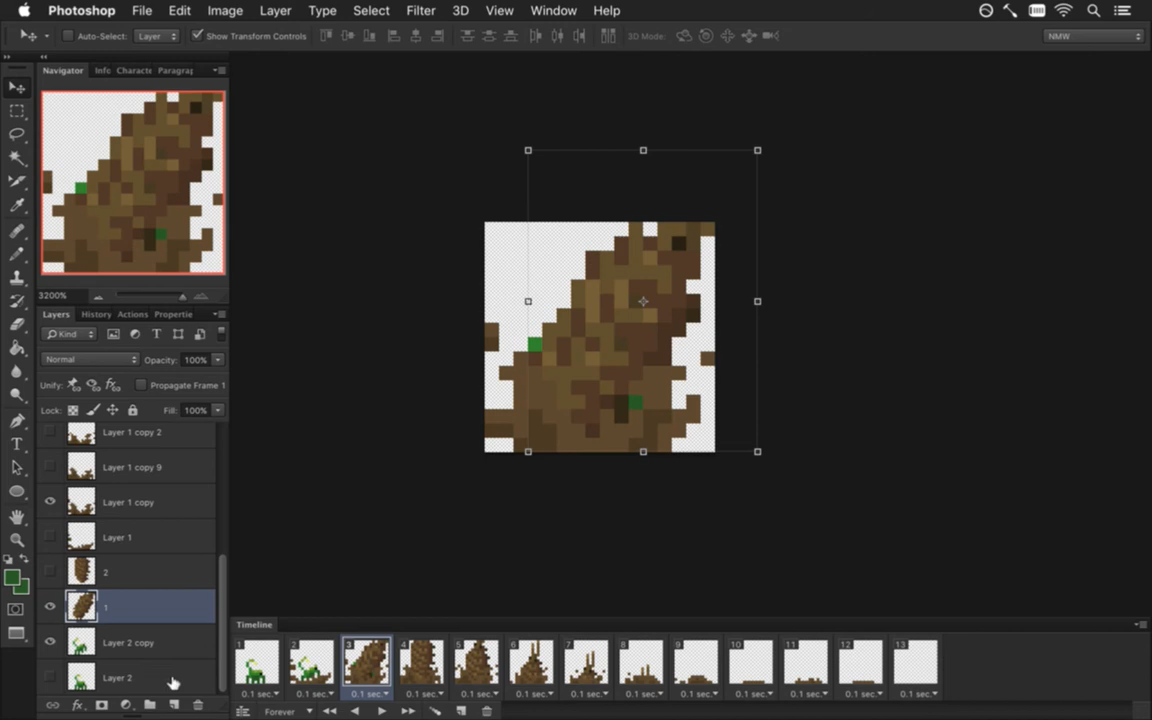 Photoshop File Edit Image Layer Type Select Filter 3D View Window Help
Auto-Select: Layer Show Transform Controls 3D Mode: NMW
Navigator Info Characte Paragrap
3200%
Layers History Actions Propertie
Kind
Normal Opacity: 100%
Unify: Propagate Frame 1
Lock: Fill: 100%
Layer 1 copy 2
Layer 1 copy 9
Layer 1 copy
Layer 1
2
1
Layer 2 copy
Layer 2
Timeline
1 2 3 4 5 6 7 8 9 10 11 12 13
0.1 sec. 0.1 sec. 0.1 sec. 0.1 sec. 0.1 sec. 0.1 sec. 0.1 sec. 0.1 sec. 0.1 sec. 0.1 sec. 0.1 sec. 0.1 sec. 0.1 sec.
Forever